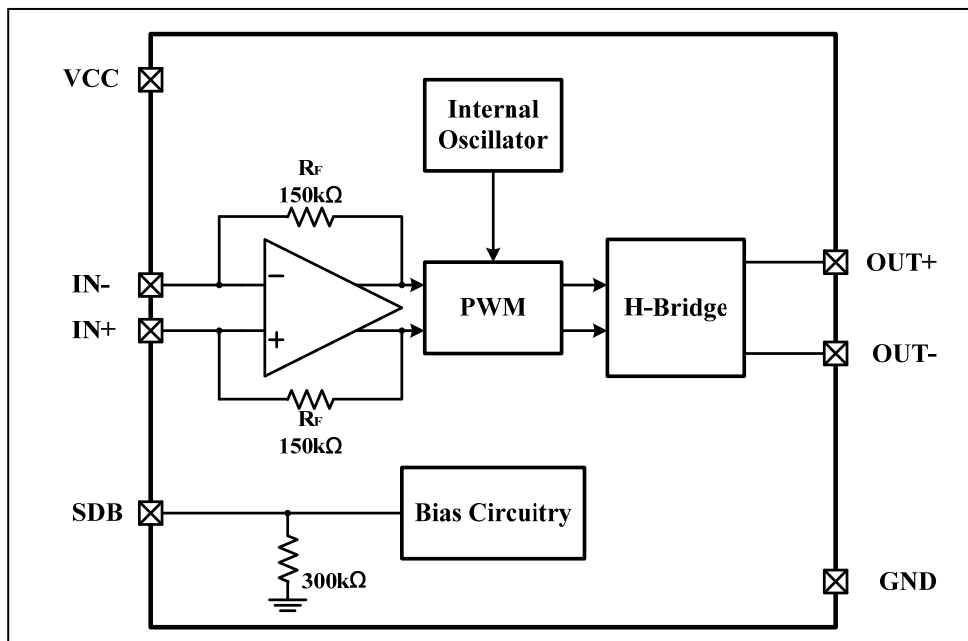 VCC
Internal
Oscillator
RF
150kΩ
IN-
IN+
−
+
PWM
H-Bridge
OUT+
OUT-
RF
150kΩ
SDB
Bias Circuitry
300kΩ
GND